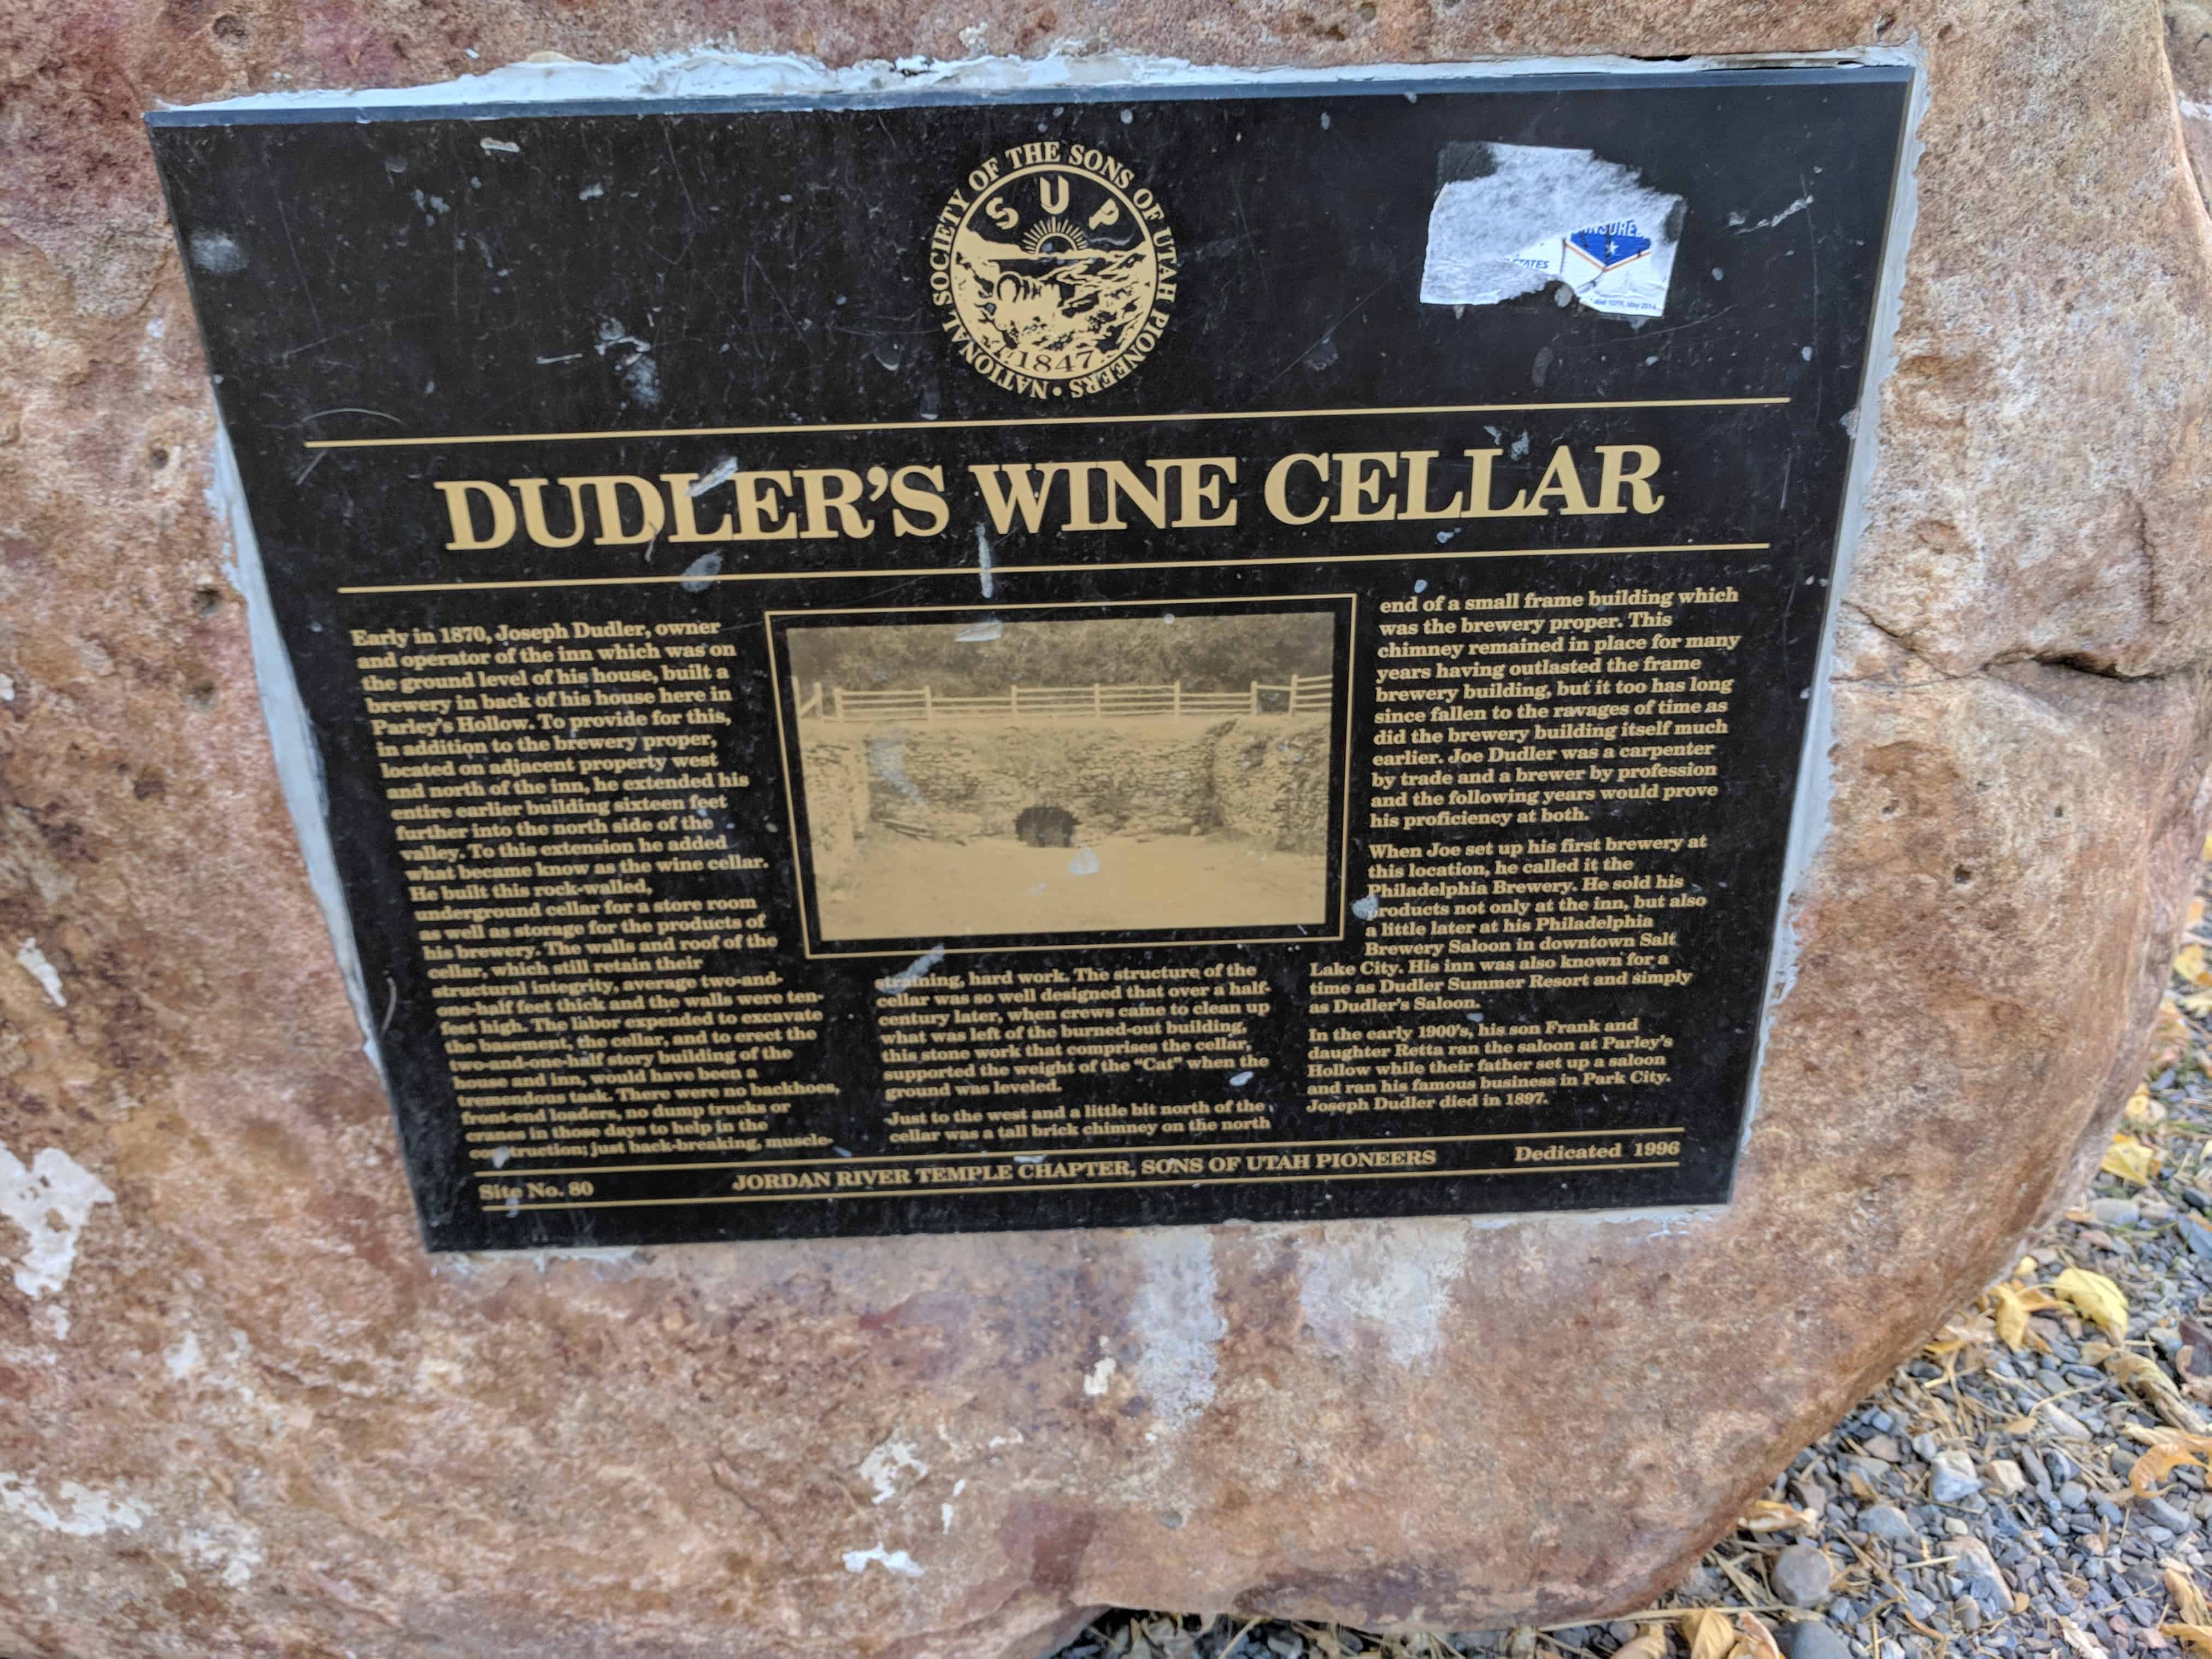 NATIONAL SOCIETY OF THE SONS OF UTAH PIONEERS •
SUP
1847
INSURED
STATES
DUDLER'S WINE CELLAR
Early in 1870, Joseph Dudler, owner
and operator of the inn which was on
the ground level of his house, built a
brewery in back of his house here in
Parley's Hollow. To provide for this,
in addition to the brewery proper,
located on adjacent property west
and north of the inn, he extended his
entire earlier building sixteen feet
further into the north side of the
valley. To this extension he added
what became know as the wine cellar.
He built this rock-walled,
underground cellar for a store room
as well as storage for the products of
his brewery. The walls and roof of the
cellar, which still retain their
structural integrity, average two-and-
one-half feet thick and the walls were ten-
feet high. The labor expended to excavate
the basement, the cellar, and to erect the
two-and-one-half story building of the
house and inn, would have been a
tremendous task. There were no backhoes,
front-end loaders, no dump trucks or
cranes in those days to help in the
construction; just back-breaking, muscle-
straining, hard work. The structure of the
cellar was so well designed that over a half-
century later, when crews came to clean up
what was left of the burned-out building,
this stone work that comprises the cellar,
supported the weight of the "Cat" when the
ground was leveled.
Just to the west and a little bit north of the
cellar was a tall brick chimney on the north
end of a small frame building which
was the brewery proper. This
chimney remained in place for many
years having outlasted the frame
brewery building, but it too has long
since fallen to the ravages of time as
did the brewery building itself much
earlier. Joe Dudler was a carpenter
by trade and a brewer by profession
and the following years would prove
his proficiency at both.
When Joe set up his first brewery at
this location, he called it the
Philadelphia Brewery. He sold his
products not only at the inn, but also
a little later at his Philadelphia
Brewery Saloon in downtown Salt
Lake City. His inn was also known for a
time as Dudler Summer Resort and simply
as Dudler's Saloon.
In the early 1900's, his son Frank and
daughter Retta ran the saloon at Parley's
Hollow while their father set up a saloon
and ran his famous business in Park City.
Joseph Dudler died in 1897.
Site No. 80
JORDAN RIVER TEMPLE CHAPTER, SONS OF UTAH PIONEERS
Dedicated 1996